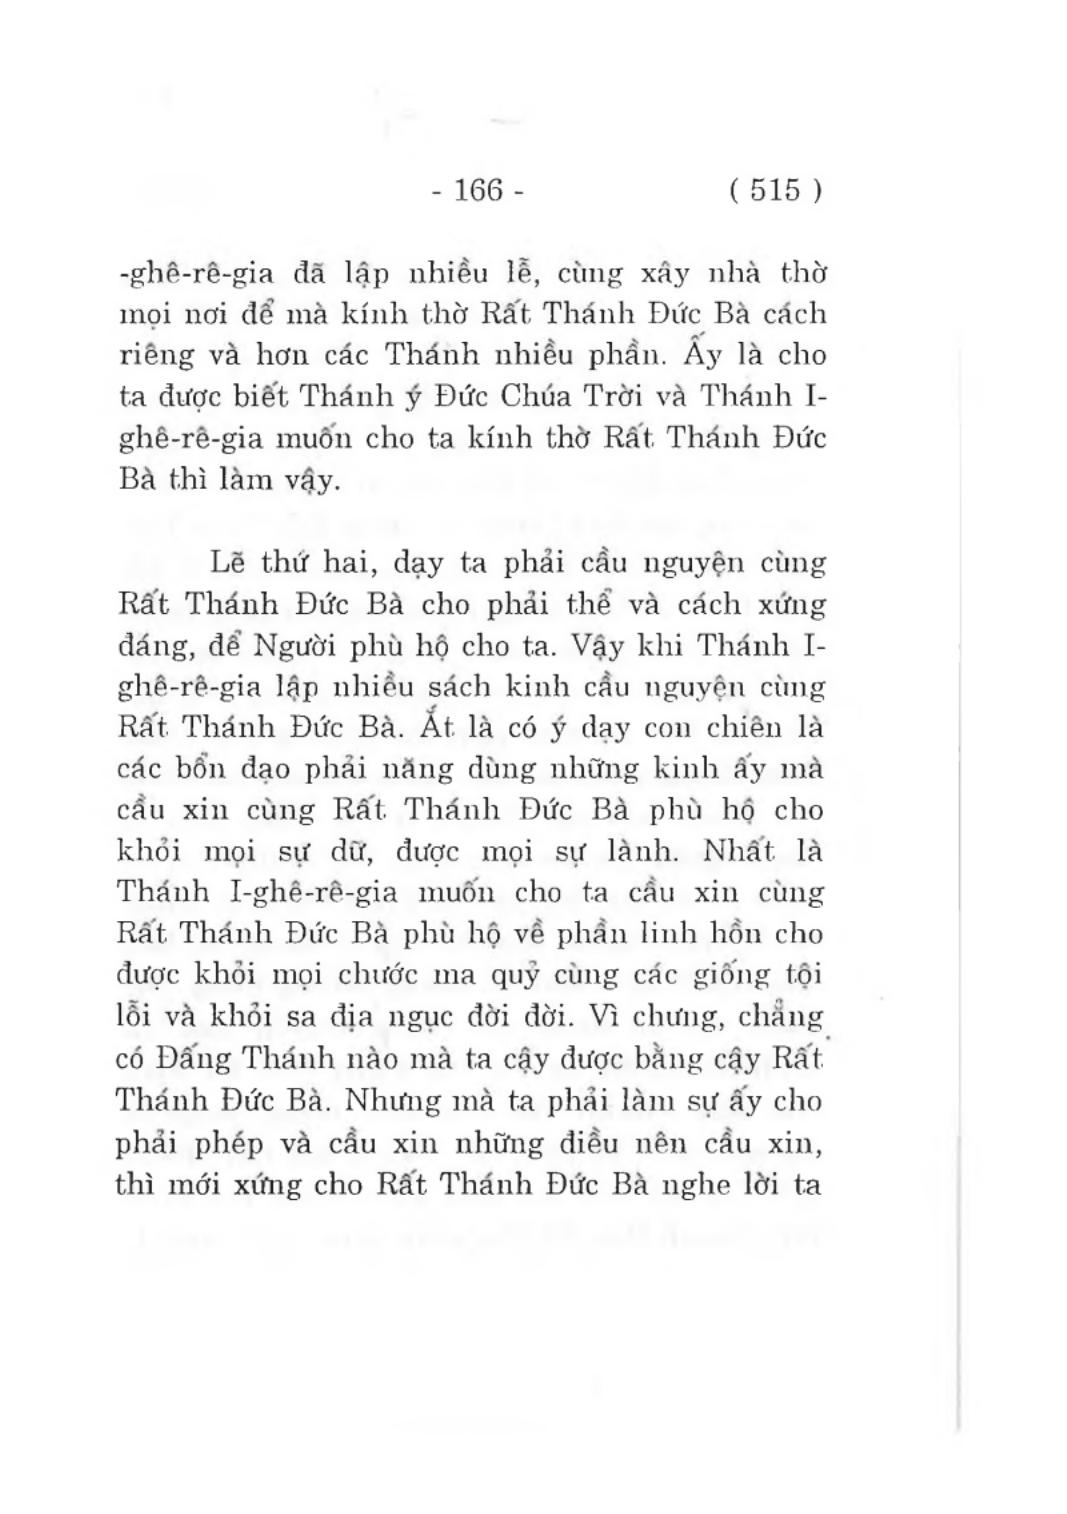 - 166 - ( 515 )
-ghê-rê-gia đã lập nhiều lễ, cùng xây nhà thờ
mọi nơi để mà kính thờ Rất Thánh Đức Bà cách
riêng và hơn các Thánh nhiều phần. Ấy là cho
ta được biết Thánh ý Đức Chúa Trời và Thánh I-
ghê-rê-gia muốn cho ta kính thờ Rất Thánh Đức
Bà thì làm vậy.
Lẽ thứ hai, dạy ta phải cầu nguyện cùng
Rất Thánh Đức Bà cho phải thể và cách xứng
đáng, để Người phù hộ cho ta. Vậy khi Thánh I-
ghê-rê-gia lập nhiều sách kinh cầu nguyện cùng
Rất Thánh Đức Bà. Ắt là có ý dạy con chiên là
các bổn đạo phải năng dùng những kinh ấy mà
cầu xin cùng Rất Thánh Đức Bà phù hộ cho
khỏi mọi sự dữ, được mọi sự lành. Nhất là
Thánh I-ghê-rê-gia muốn cho ta cầu xin cùng
Rất Thánh Đức Bà phù hộ về phần linh hồn cho
được khỏi mọi chước ma quỷ cùng các giống tội
lỗi và khỏi sa địa ngục đời đời. Vì chưng, chẳng
có Đấng Thánh nào mà ta cậy được bằng cậy Rất
Thánh Đức Bà. Nhưng mà ta phải làm sự ấy cho
phải phép và cầu xin những điều nên cầu xin,
thì mới xứng cho Rất Thánh Đức Bà nghe lời ta